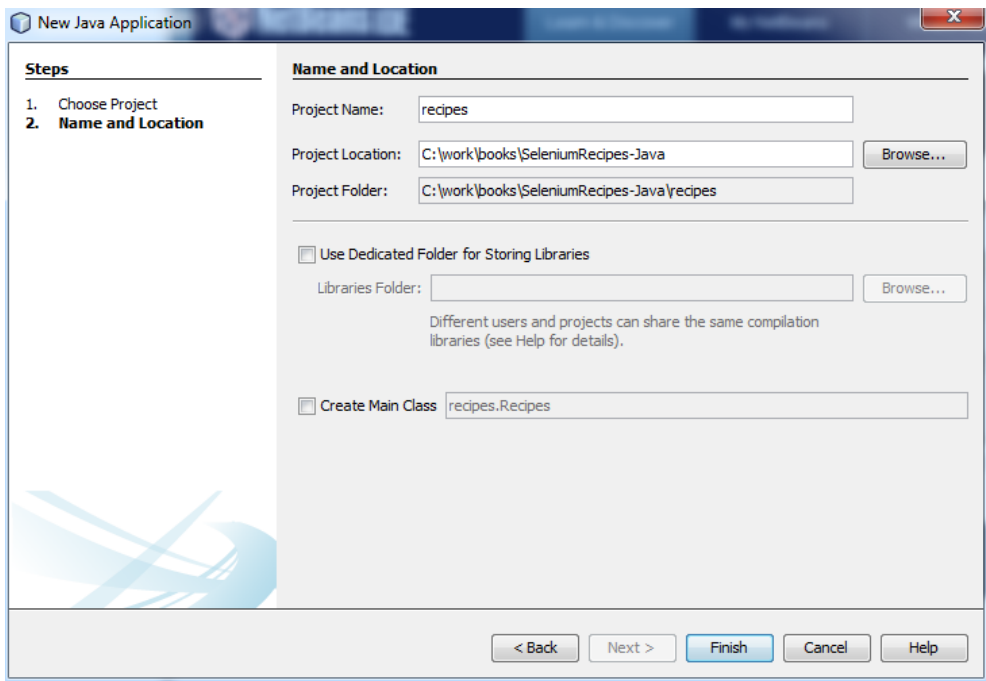 New Java Application
Steps
1. Choose Project
2. Name and Location
Name and Location
Project Name: recipes
Project Location: C:\work\books\SeleniumRecipes-Java Browse...
Project Folder: C:\work\books\SeleniumRecipes-Java\recipes
Use Dedicated Folder for Storing Libraries
Libraries Folder: Browse...
Different users and projects can share the same compilation
libraries (see Help for details).
Create Main Class recipes.Recipes
< Back Next > Finish Cancel Help